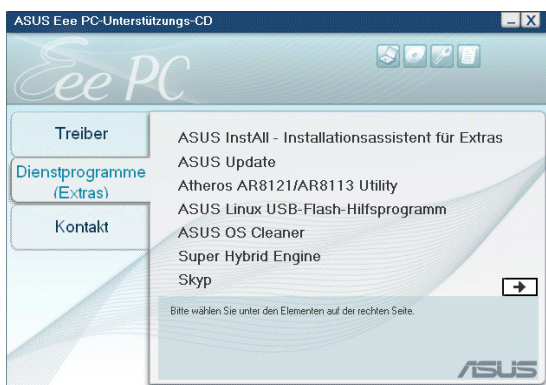 ASUS Eee PC-Unterstützungs-CD
Eee PC
Treiber
Dienstprogramme
(Extras)
Kontakt
ASUS InstAll - Installationsassistent für Extras
ASUS Update
Atheros AR8121/AR8113 Utility
ASUS Linux USB-Flash-Hilfsprogramm
ASUS OS Cleaner
Super Hybrid Engine
Skyp
Bitte wählen Sie unter den Elementen auf der rechten Seite.
ASUS